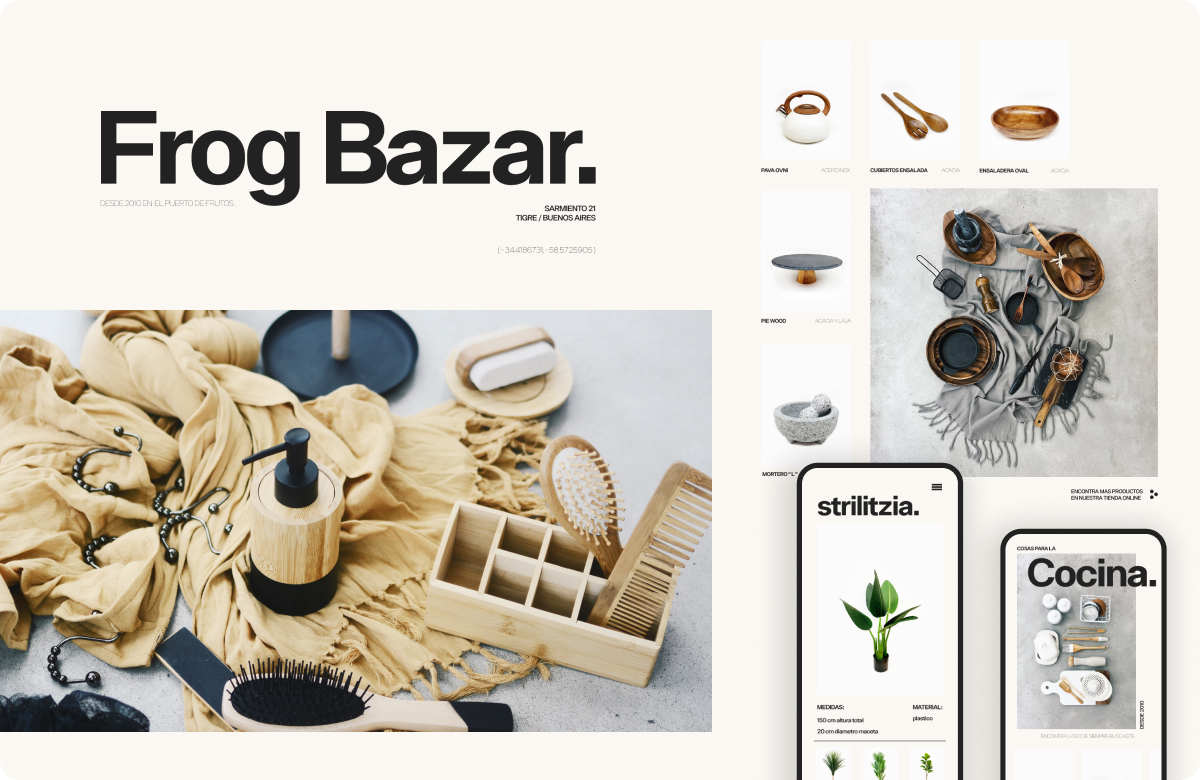 Frog Bazar.
DESDE 2010 EN EL PUERTO DE FRUTOS.
SARMIENTO 21
TIGRE / BUENOS AIRES
(-34.4186731,-58.5725905)
PAVA OVNI
ACERO INOX
CUBIERTOS ENSALADA
ACACIA
ENSALADERA OVAL
ACACIA
PIE WOOD
ACACIA Y LAJA
MORTERO "L"
ENCONTRA MAS PRODUCTOS
EN NUESTRA TIENDA ONLINE
strilitzia.
MEDIDAS:
150 cm altura total
20 cm diametro maceta
MATERIAL:
plastico
COSAS PARA LA
Cocina.
DESDE 2010
ENCONTRA LAS QUE SIEMPRE BUSCASTE